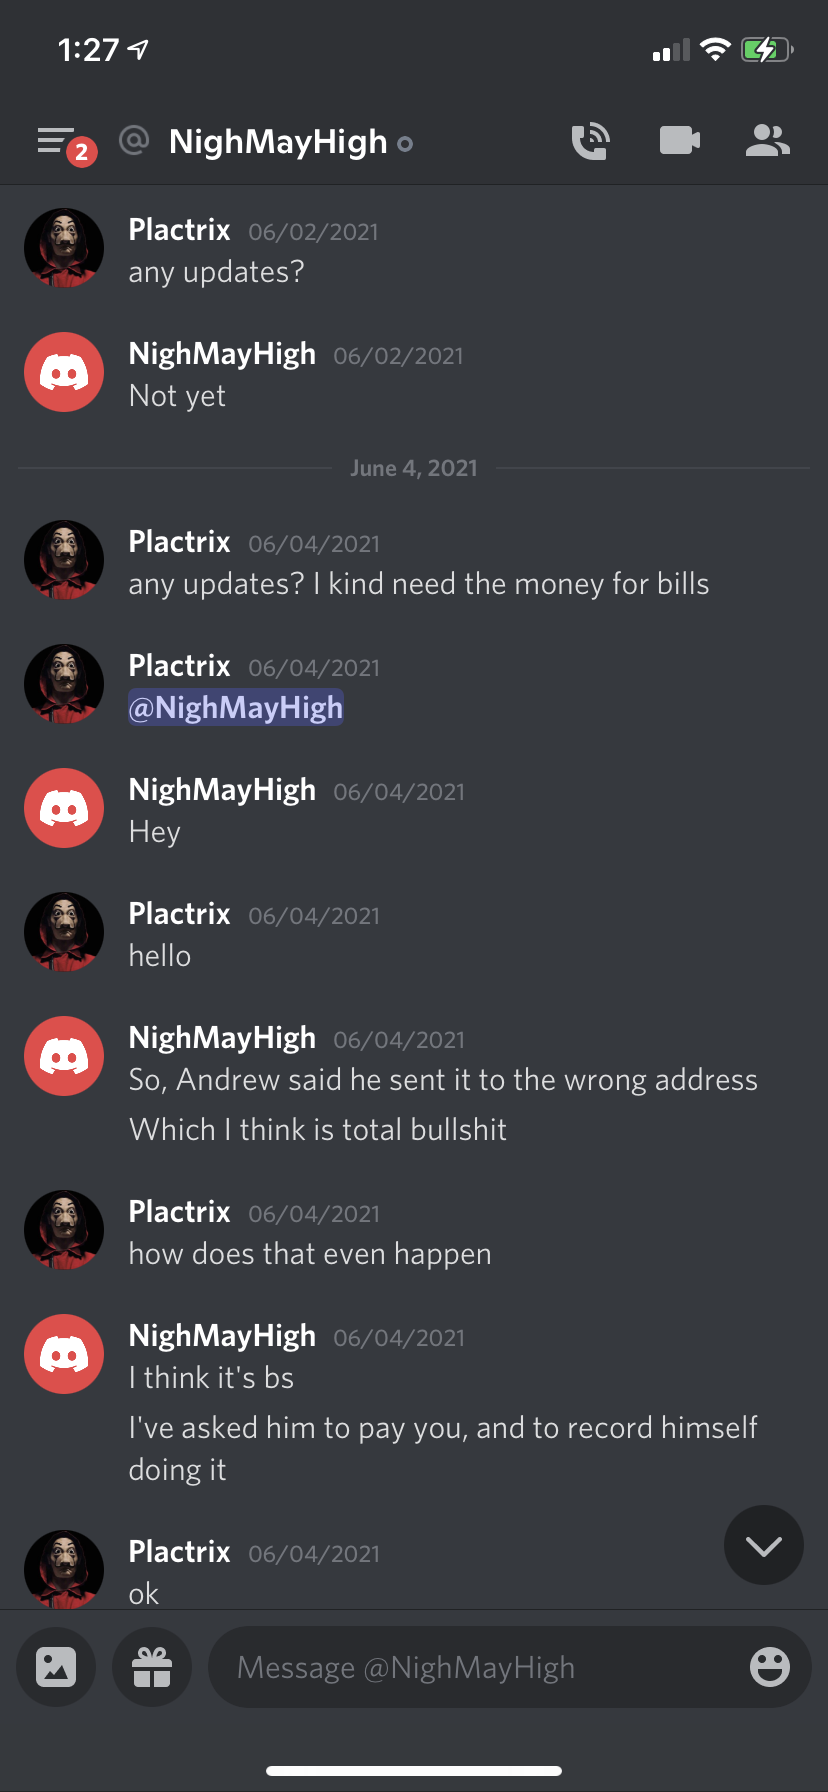 1:27
2
@ NighMayHigh
Plactrix 06/02/2021
any updates?
NighMayHigh 06/02/2021
Not yet
June 4, 2021
Plactrix 06/04/2021
any updates? I kind need the money for bills
Plactrix 06/04/2021
@NighMayHigh
NighMayHigh 06/04/2021
Hey
Plactrix 06/04/2021
hello
NighMayHigh 06/04/2021
So, Andrew said he sent it to the wrong address
Which I think is total bullshit
Plactrix 06/04/2021
how does that even happen
NighMayHigh 06/04/2021
I think it's bs
I've asked him to pay you, and to record himself
doing it
Plactrix 06/04/2021
ok
Message @NighMayHigh